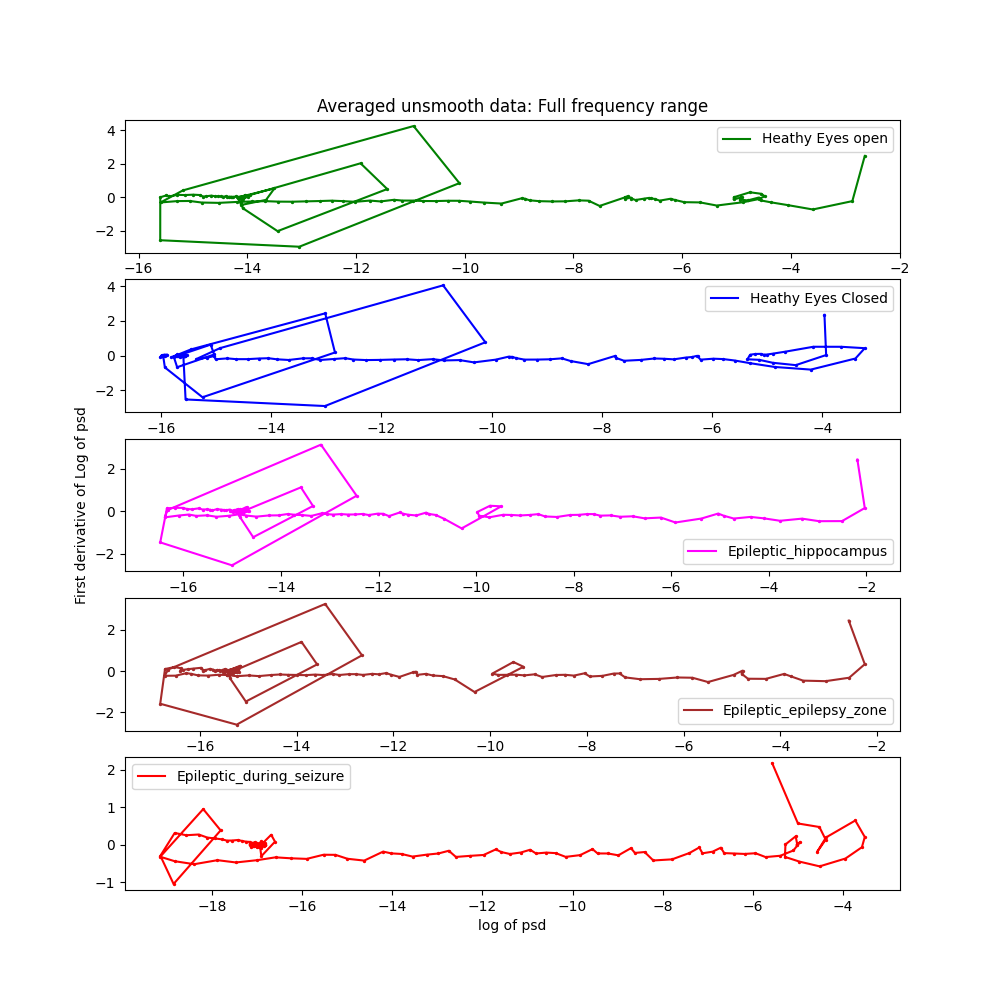 Averaged unsmooth data: Full frequency range
4
2
0
−2
Heathy Eyes open
−16 −14 −12 −10 −8 −6 −4 −2
4
2
0
−2
Heathy Eyes Closed
−16 −14 −12 −10 −8 −6 −4
First derivative of Log of psd
2
0
−2
Epileptic_hippocampus
−16 −14 −12 −10 −8 −6 −4 −2
2
0
−2
Epileptic_epilepsy_zone
−16 −14 −12 −10 −8 −6 −4 −2
2
1
0
−1
Epileptic_during_seizure
−18 −16 −14 −12 −10 −8 −6 −4
log of psd